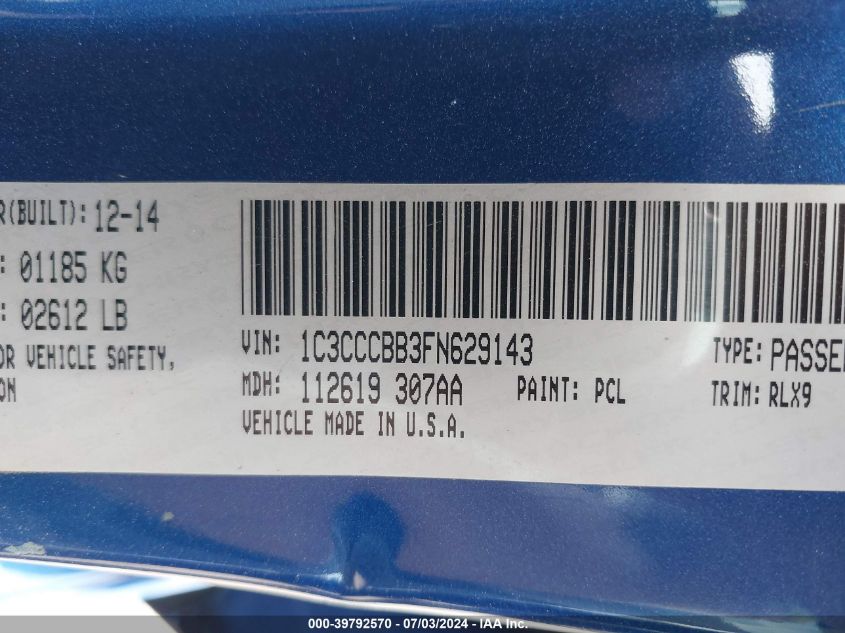 R(BUILT): 12-14
: 01185 KG
: 02612 LB
OR VEHICLE SAFETY,
ON
VIN: 1C3CCCBB3FN629143
MDH: 112619 307AA PAINT: PCL
VEHICLE MADE IN U.S.A.
TYPE: PASSE
TRIM: RLX9
000-39792570 - 07/03/2024 - IAA Inc.